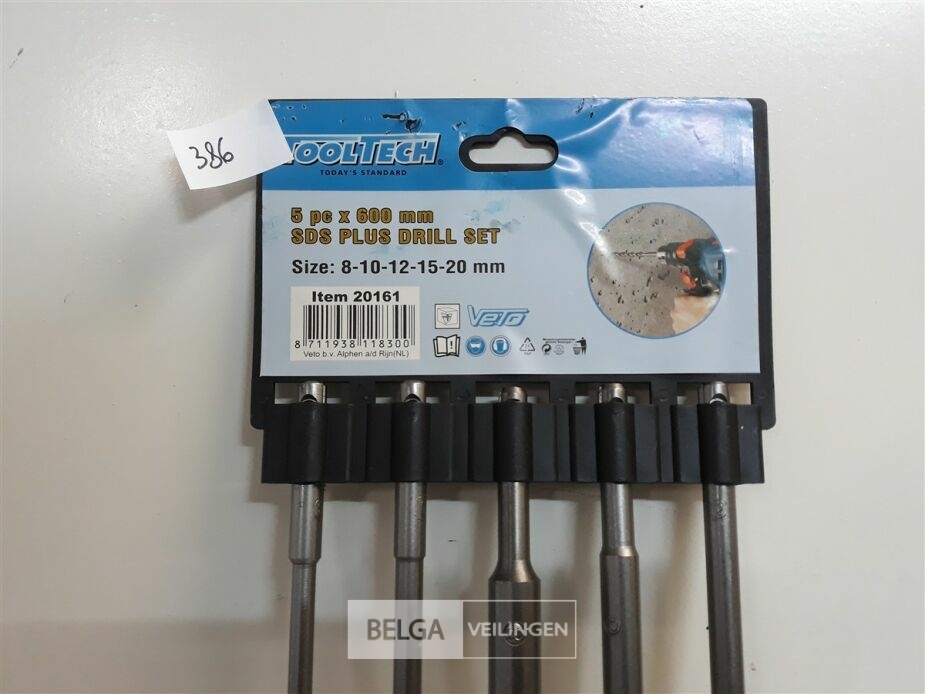 386
TOOLTECH®
TODAY'S STANDARD
5 pc x 600 mm
SDS PLUS DRILL SET
Size: 8-10-12-15-20 mm
Item 20161
8 711938 118300
Veto b.v. Alphen a/d Rijn(NL)
VETO
BELGA VEILINGEN